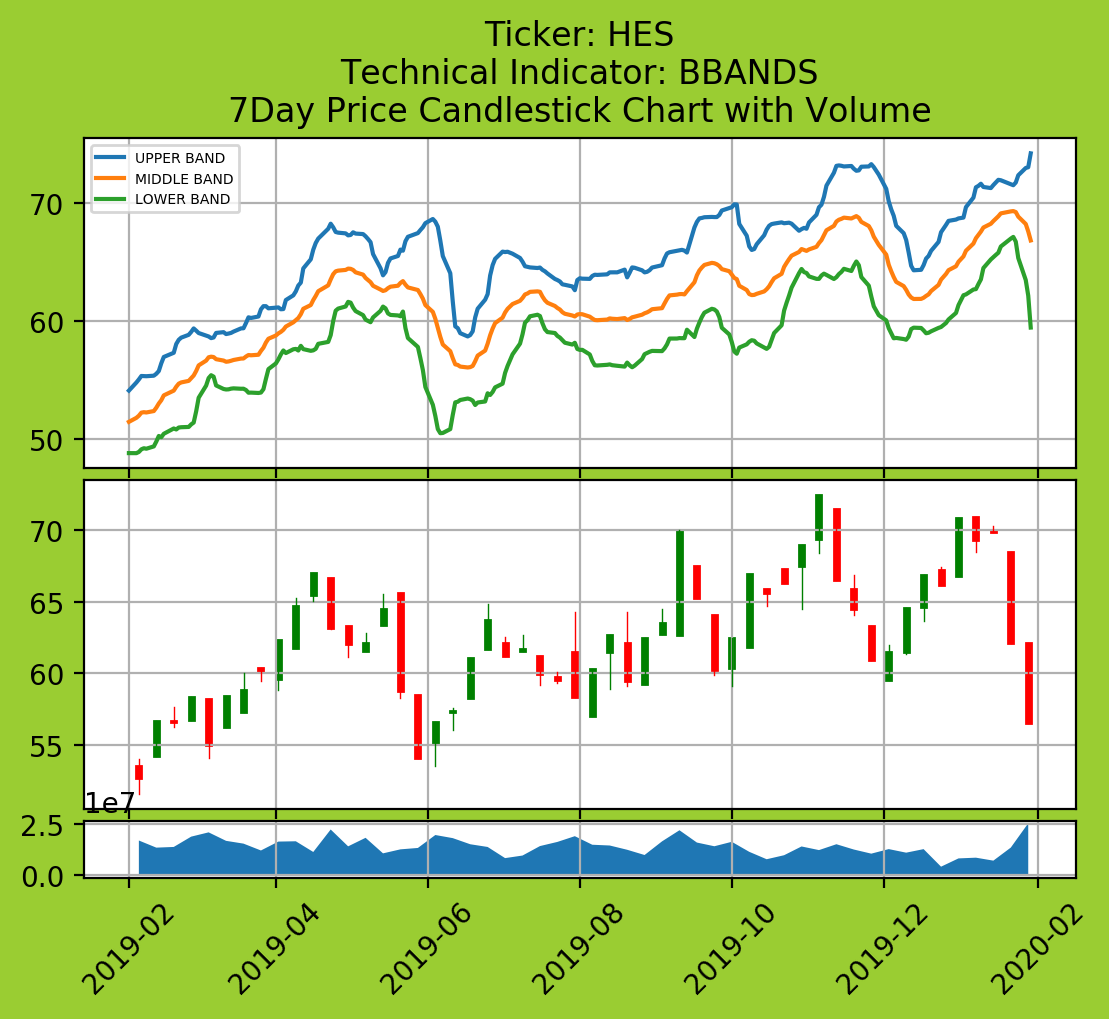 Ticker: HES
Technical Indicator: BBANDS
7Day Price Candlestick Chart with Volume
UPPER BAND
MIDDLE BAND
LOWER BAND
70
60
50
70
65
60
55
1e7
2.5
0.0
2019-02
2019-04
2019-06
2019-08
2019-10
2019-12
2020-02